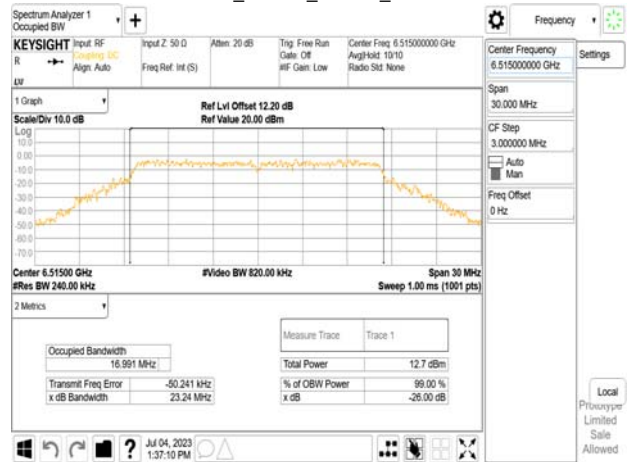 Spectrum Analyzer 1
Occupied BW
Frequency
KEYSIGHT Input: RF
Coupling: DC
Align: Auto
R
Input Z: 50 Ω
Freq Ref: Int (S)
Atten: 20 dB
Trig: Free Run
Gate: Off
#IF Gain: Low
Center Freq: 6.515000000 GHz
Avg|Hold: 10/10
Radio Std: None
Center Frequency
6.515000000 GHz
Settings
Span
30.000 MHz
CF Step
3.000000 MHz
Auto
Man
Freq Offset
0 Hz
1 Graph
Scale/Div 10.0 dB
Ref Lvl Offset 12.20 dB
Ref Value 20.00 dBm
Log
10.0
0.00
-10.0
-20.0
-30.0
-40.0
-50.0
-60.0
-70.0
Center 6.51500 GHz
#Res BW 240.00 kHz
#Video BW 820.00 kHz
Span 30 MHz
Sweep 1.00 ms (1001 pts)
2 Metrics
Measure Trace Trace 1
Occupied Bandwidth
16.991 MHz
Total Power 12.7 dBm
Transmit Freq Error -50.241 kHz
% of OBW Power 99.00 %
x dB Bandwidth 23.24 MHz
x dB -26.00 dB
Local
Prototype
Limited
Sale
Allowed
?
Jul 04, 2023
1:37:10 PM